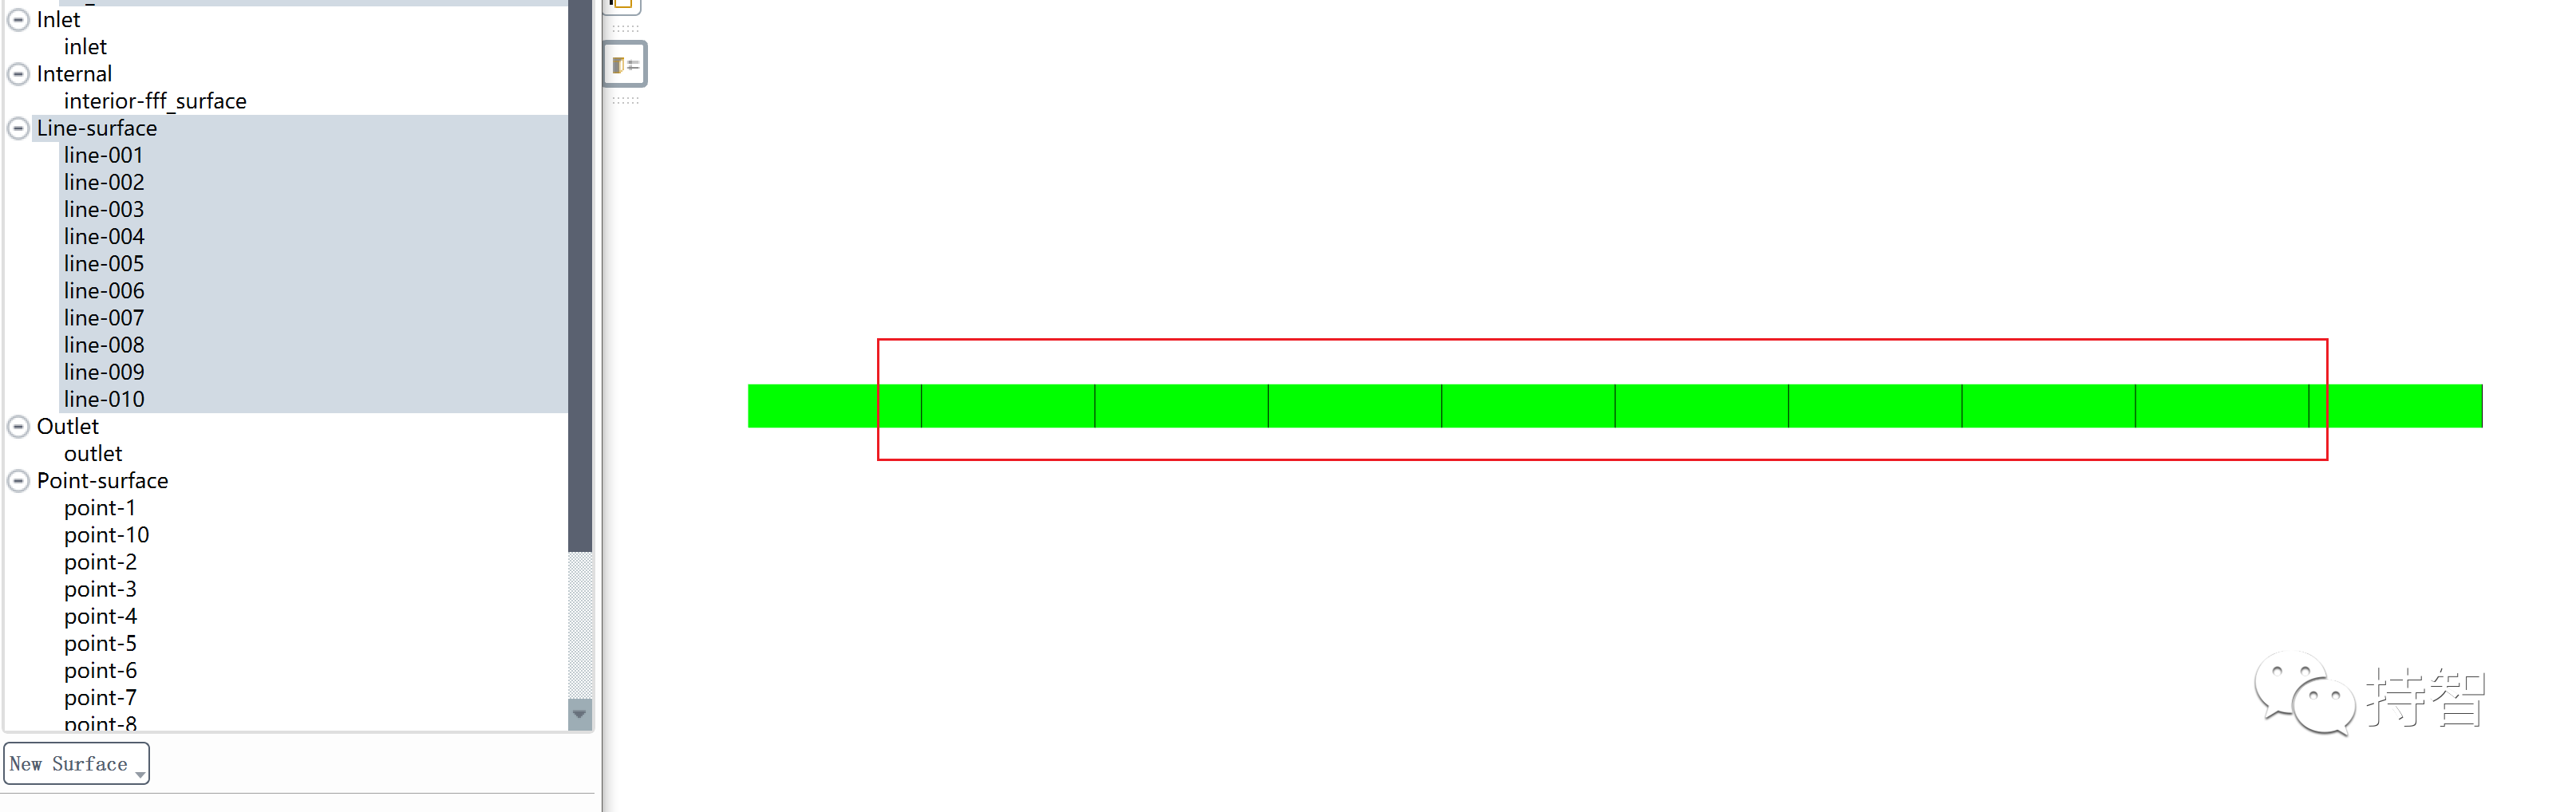 Inlet
inlet
Internal
interior-fff_surface
Line-surface
line-001
line-002
line-003
line-004
line-005
line-006
line-007
line-008
line-009
line-010
Outlet
outlet
Point-surface
point-1
point-10
point-2
point-3
point-4
point-5
point-6
point-7
point-8
New Surface
持智